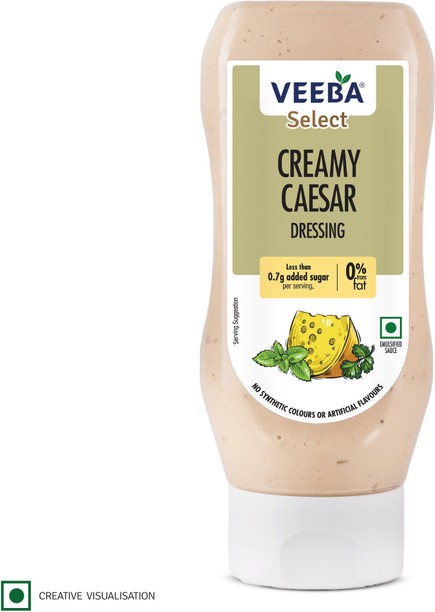 VEEBA®
Select
CREAMY
CAESAR
DRESSING
Less than
0.7g added sugar
per serving.
0%
trans
fat
Serving Suggestion
EMULSIFIED
SAUCE
NO SYNTHETIC COLOURS OR ARTIFICIAL FLAVOURS
CREATIVE VISUALISATION